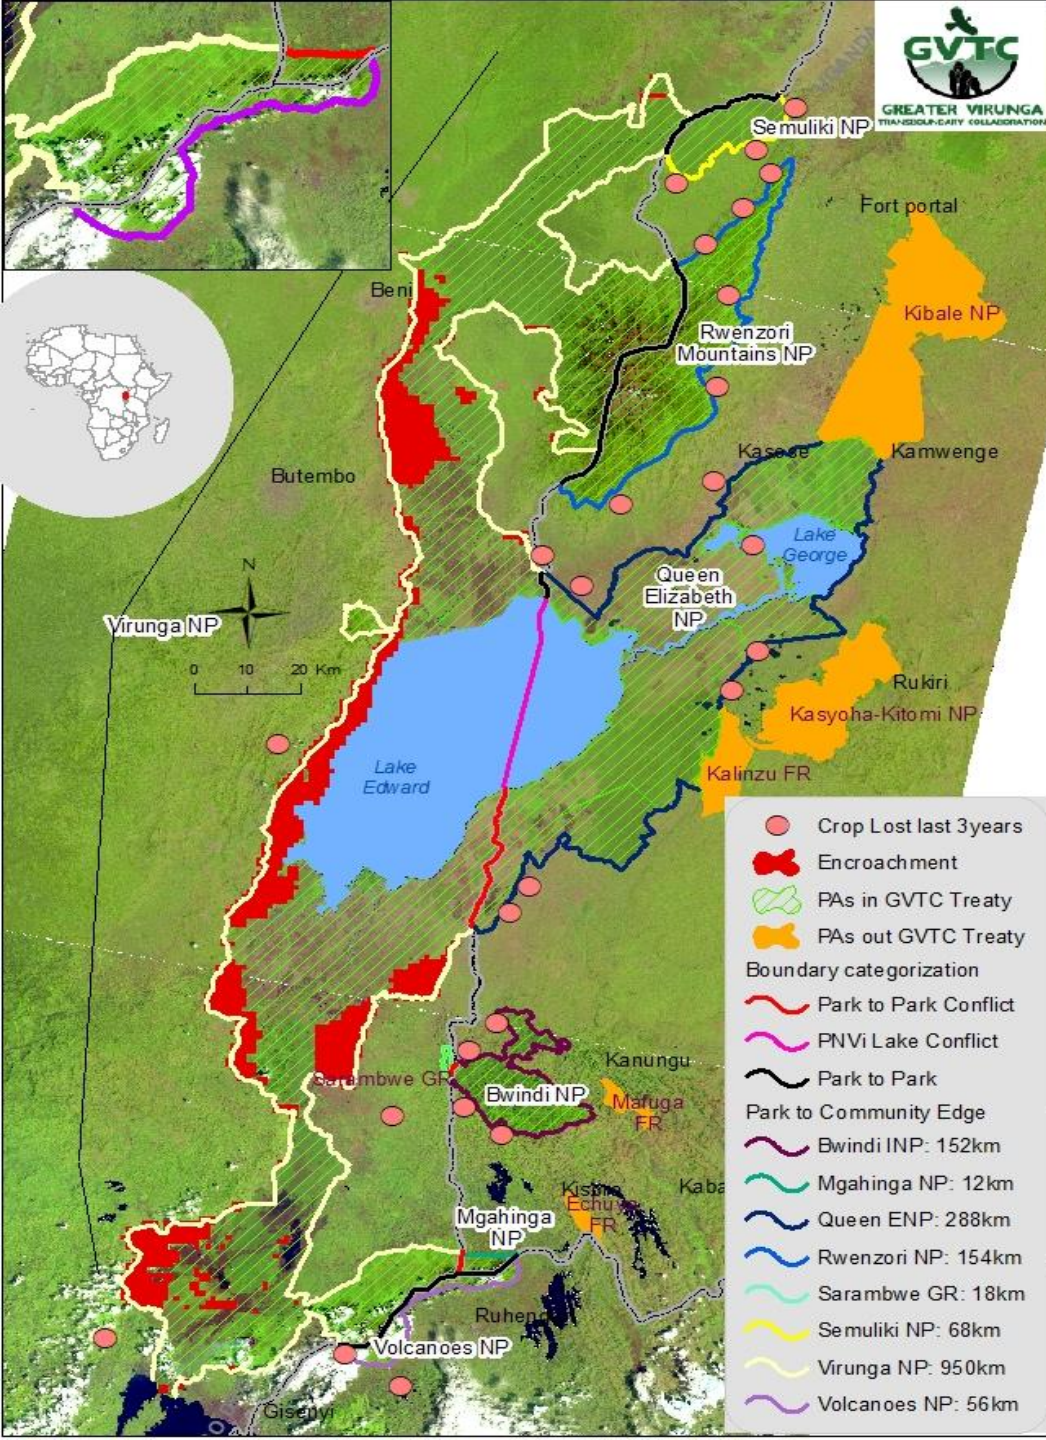 GVTC
GREATER VIRUNGA
TRANSBOUNDARY COLLABORATION
UGANDA
Semuliki NP
Fort portal
Beni
Kibale NP
Rwenzori
Mountains NP
Kasese
Kamwenge
Butembo
Lake
George
Queen
Elizabeth
NP
N
Virunga NP
0 10 20 Km
Rukiri
Kasyoha-Kitomi NP
Lake
Edward
Kalinzu FR
Crop Lost last 3years
Encroachment
PAs in GVTC Treaty
PAs out GVTC Treaty
Boundary categorization
Park to Park Conflict
PNVi Lake Conflict
Park to Park
Park to Community Edge
Bwindi INP: 152km
Mgahinga NP: 12km
Queen ENP: 288km
Rwenzori NP: 154km
Sarambwe GR: 18km
Semuliki NP: 68km
Virunga NP: 950km
Volcanoes NP: 56km
Kanungu
Sarambwe GR
Bwindi NP
Mafuga
FR
Kaba
Echuya
FR
Mgahinga
NP
Ruheng
Volcanoes NP
Gisenyi